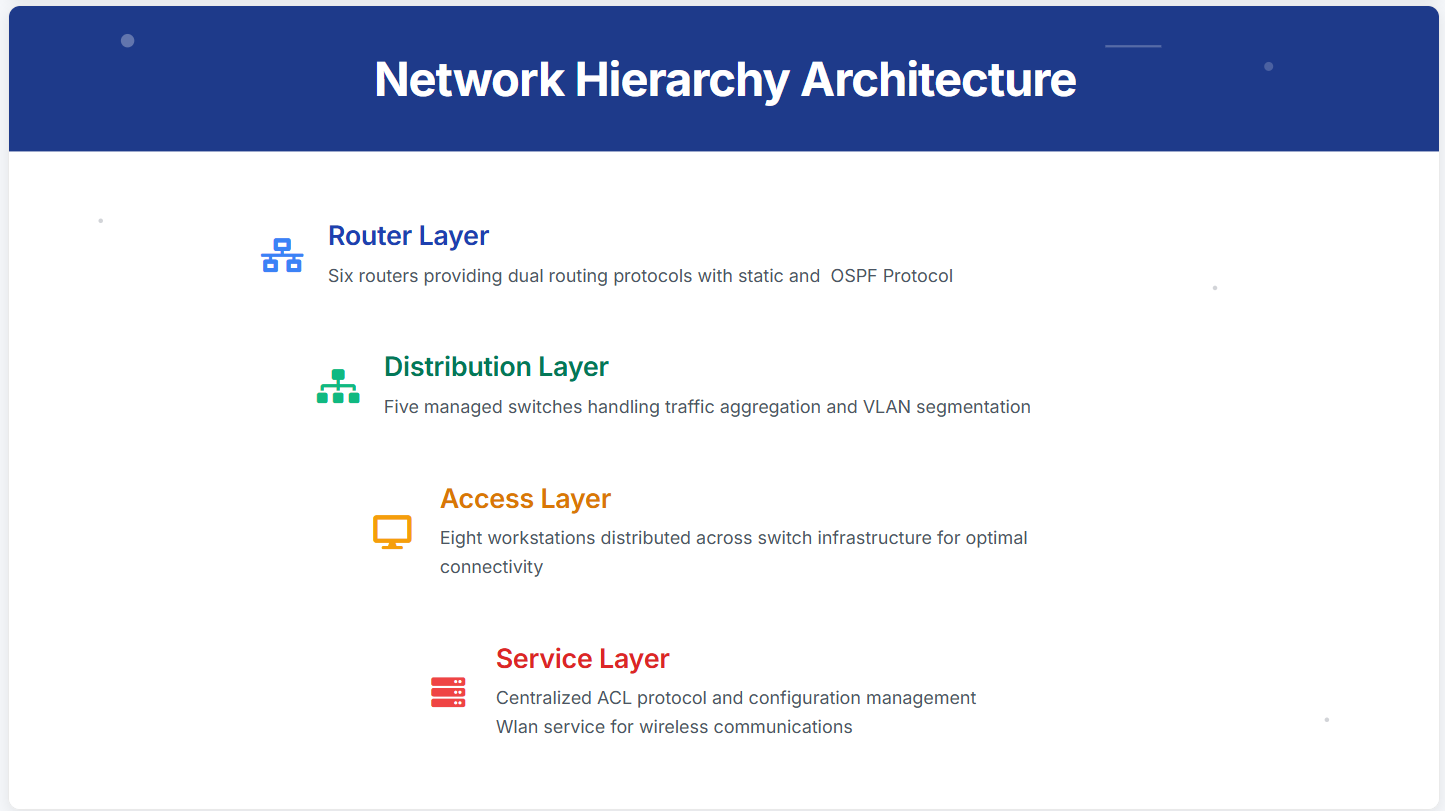 Network Hierarchy Architecture
Router Layer
Six routers providing dual routing protocols with static and  OSPF Protocol
Distribution Layer
Five managed switches handling traffic aggregation and VLAN segmentation
Access Layer
Eight workstations distributed across switch infrastructure for optimal
connectivity
Service Layer
Centralized ACL protocol and configuration management
Wlan service for wireless communications